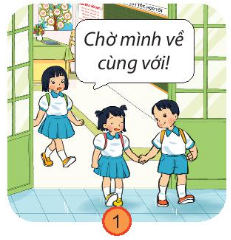 Chờ mình về
cùng với!
1